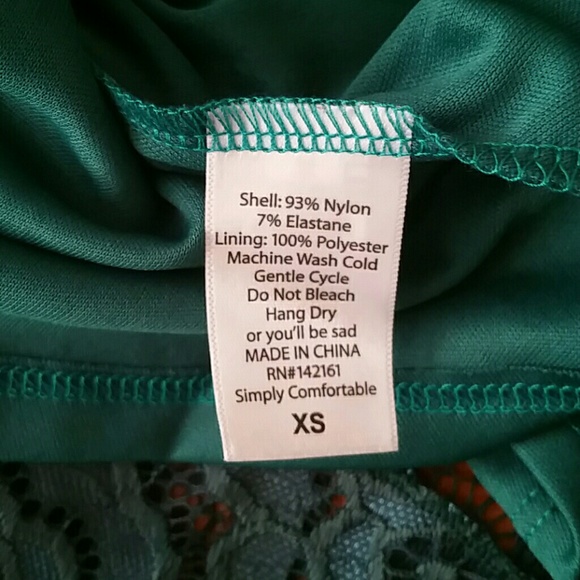 Shell: 93% Nylon
7% Elastane
Lining: 100% Polyester
Machine Wash Cold
Gentle Cycle
Do Not Bleach
Hang Dry
or you'll be sad
MADE IN CHINA
RN#142161
Simply Comfortable
XS